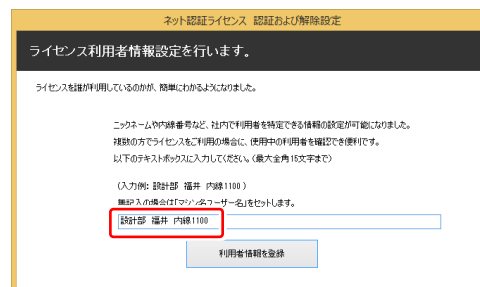 ネット認証ライセンス 認証および解除設定
ライセンス利用者情報設定を行います。
ライセンスを誰が利用しているのかが、簡単にわかるようになりました。
ニックネームや内線番号など、社内で利用者を特定できる情報の設定が可能になりました。
複数の方でライセンスをご利用の場合に、使用中の利用者を確認でき便利です。
以下のテキストボックスに入力してください。(最大全角15文字まで)
(入力例: 設計部 福井 内線1100)
無記入の場合は「マシン名ユーザー名」をセットします。
設計部 福井 内線1100
利用者情報を登録